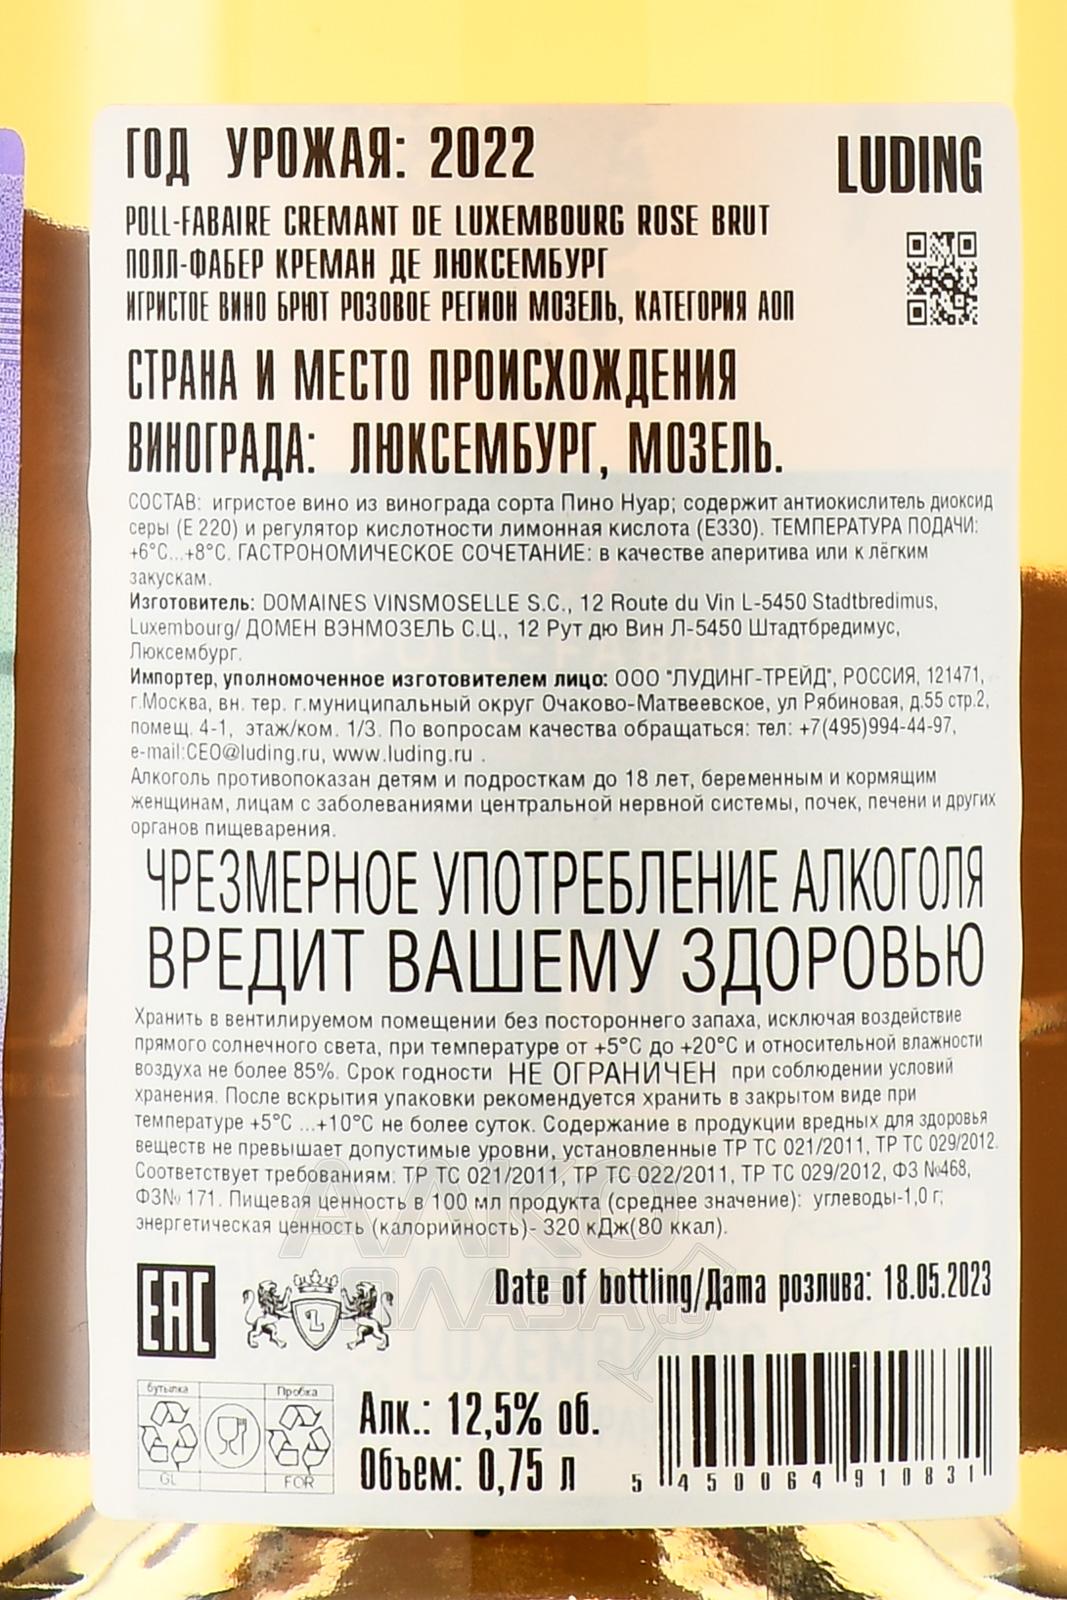 ГОД УРОЖАЯ: 2022
LUDING
POLL-FABAIRE CREMANT DE LUXEMBOURG ROSE BRUT
ПОЛЛ-ФАБЕР КРЕМАН ДЕ ЛЮКСЕМБУРГ
ИГРИСТОЕ ВИНО БРЮТ РОЗОВОЕ РЕГИОН МОЗЕЛЬ, КАТЕГОРИЯ АОП
СТРАНА И МЕСТО ПРОИСХОЖДЕНИЯ
ВИНОГРАДА: ЛЮКСЕМБУРГ, МОЗЕЛЬ.
СОСТАВ: игристое вино из винограда сорта Пино Нуар; содержит антиокислитель диоксид
серы (Е 220) и регулятор кислотности лимонная кислота (Е330). ТЕМПЕРАТУРА ПОДАЧИ:
+6°С...+8°С. ГАСТРОНОМИЧЕСКОЕ СОЧЕТАНИЕ: в качестве аперитива или к лёгким
закускам.
Изготовитель: DOMAINES VINSMOSELLE S.C., 12 Route du Vin L-5450 Stadtbredimus,
Luxembourg/ ДОМЕН ВЭНМОЗЕЛЬ С.Ц., 12 Рут дю Вин Л-5450 Штадтбредимус,
Люксембург.
Импортер, уполномоченное изготовителем лицо: ООО "ЛУДИНГ-ТРЕЙД", РОССИЯ, 121471,
г.Москва, вн. тер. г.муниципальный округ Очаково-Матвеевское, ул Рябиновая, д.55 стр.2,
помещ. 4-1, этаж/ком. 1/3. По вопросам качества обращаться: тел: +7(495)994-44-97,
e-mail:CEO@luding.ru, www.luding.ru .
Алкоголь противопоказан детям и подросткам до 18 лет, беременным и кормящим
женщинам, лицам с заболеваниями центральной нервной системы, почек, печени и других
органов пищеварения.
ЧРЕЗМЕРНОЕ УПОТРЕБЛЕНИЕ АЛКОГОЛЯ
ВРЕДИТ ВАШЕМУ ЗДОРОВЬЮ
Хранить в вентилируемом помещении без постороннего запаха, исключая воздействие
прямого солнечного света, при температуре от +5°С до +20°С и относительной влажности
воздуха не более 85%. Срок годности НЕ ОГРАНИЧЕН при соблюдении условий
хранения. После вскрытия упаковки рекомендуется хранить в закрытом виде при
температуре +5°С ...+10°С не более суток. Содержание в продукции вредных для здоровья
веществ не превышает допустимые уровни, установленные ТР ТС 021/2011, ТР ТС 029/2012.
Соответствует требованиям: ТР ТС 021/2011, ТР ТС 022/2011, ТР ТС 029/2012, ФЗ №468,
ФЗ№ 171. Пищевая ценность в 100 мл продукта (среднее значение): углеводы-1,0 г;
энергетическая ценность (калорийность)- 320 кДж(80 ккал).
АЛКО
ПЛАЗА
EAC
L
Date of bottling/Дата розлива: 18.05.2023
бутылка Пробка
GL FOR
Алк.: 12,5% об.
Объем: 0,75 л
5 450064 910831